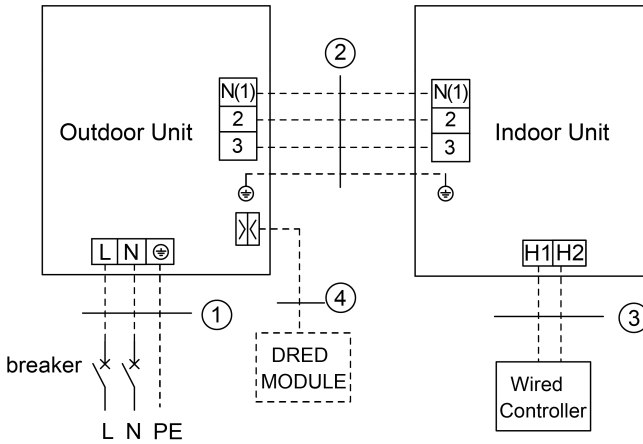 ②
N(1)
2
3
N(1)
2
3
Outdoor Unit
Indoor Unit
L N
H1 H2
①
④
③
breaker
DRED
MODULE
Wired
Controller
L N PE